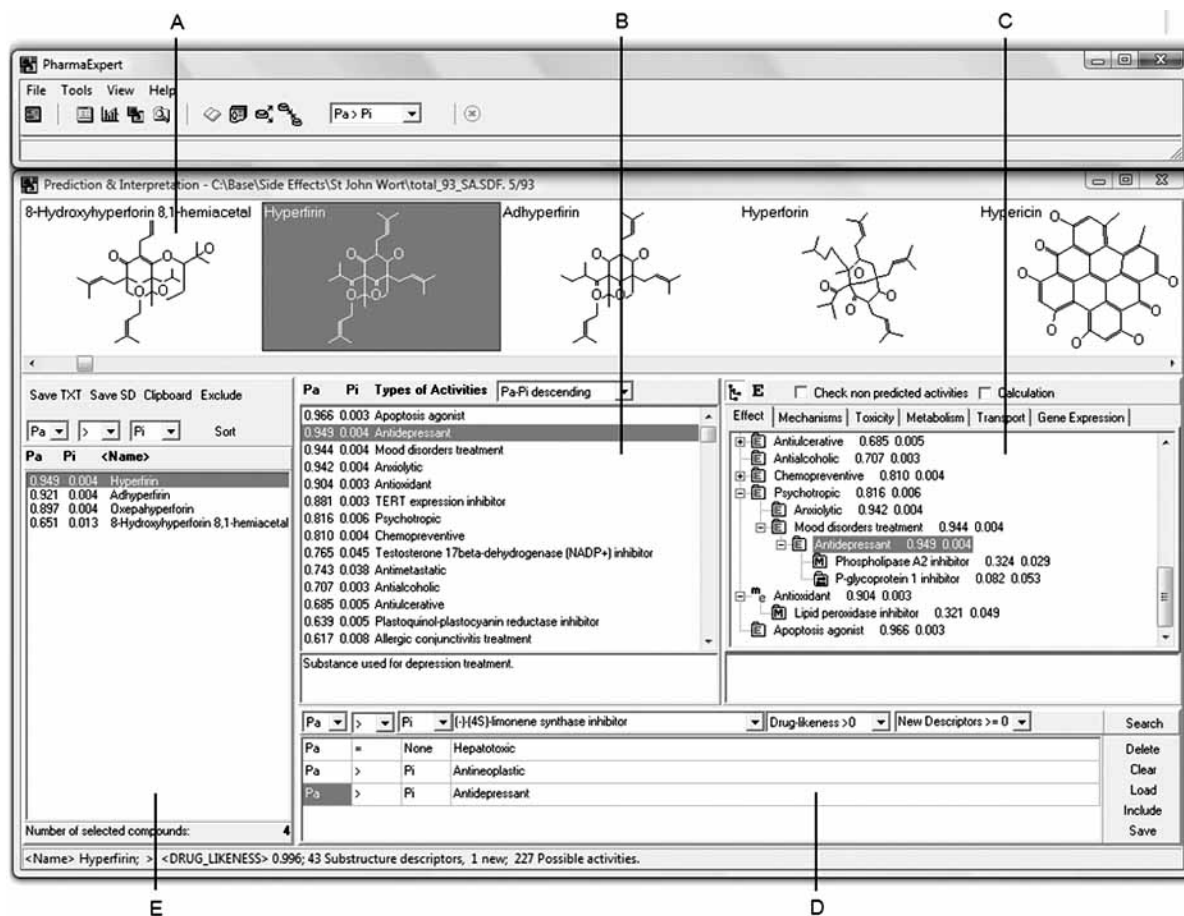 A B C
PharmaExpert
File Tools View Help
Pa > Pi
Prediction & Interpretation - C:\Base\Side Effects\St John Wort\total_93_SA.SDF. 5/93
8-Hydroxyhyperforin 8,1-hemiacetal Hyperfirin Adhyperfirin Hyperforin Hypericin
Save TXT Save SD Clipboard Exclude
Pa > Pi Sort
Pa Pi <Name>
0.949 0.004 Hyperfirin
0.921 0.004 Adhyperfirin
0.897 0.004 Oxepahyperforin
0.651 0.013 8-Hydroxyhyperforin 8,1-hemiacetal
Number of selected compounds: 4
Pa Pi Types of Activities Pa-Pi descending
0.966 0.003 Apoptosis agonist
0.949 0.004 Antidepressant
0.944 0.004 Mood disorders treatment
0.942 0.004 Anxiolytic
0.904 0.003 Antioxidant
0.881 0.003 TERT expression inhibitor
0.816 0.006 Psychotropic
0.810 0.004 Chemopreventive
0.765 0.045 Testosterone 17beta-dehydrogenase (NADP+) inhibitor
0.743 0.038 Antimetastatic
0.707 0.003 Antialcoholic
0.685 0.005 Antiulcerative
0.639 0.005 Plastoquinol-plastocyanin reductase inhibitor
0.617 0.008 Allergic conjunctivitis treatment
Substance used for depression treatment.
E Check non predicted activities Calculation
Effect Mechanisms Toxicity Metabolism Transport Gene Expression
E Antiulcerative 0.685 0.005
E Antialcoholic 0.707 0.003
E Chemopreventive 0.810 0.004
E Psychotropic 0.816 0.006
E Anxiolytic 0.942 0.004
E Mood disorders treatment 0.944 0.004
E Antidepressant 0.949 0.004
M Phospholipase A2 inhibitor 0.324 0.029
P-glycoprotein 1 inhibitor 0.082 0.053
m e Antioxidant 0.904 0.003
M Lipid peroxidase inhibitor 0.321 0.049
E Apoptosis agonist 0.966 0.003
Pa > Pi (-)-(4S)-limonene synthase inhibitor Drug-likeness >0 New Descriptors >= 0 Search
Pa = None Hepatotoxic Delete
Pa > Pi Antineoplastic Clear
Pa > Pi Antidepressant Load
Include
Save
<Name> Hyperfirin; > <DRUG_LIKENESS> 0.996; 43 Substructure descriptors, 1 new; 227 Possible activities.
E D